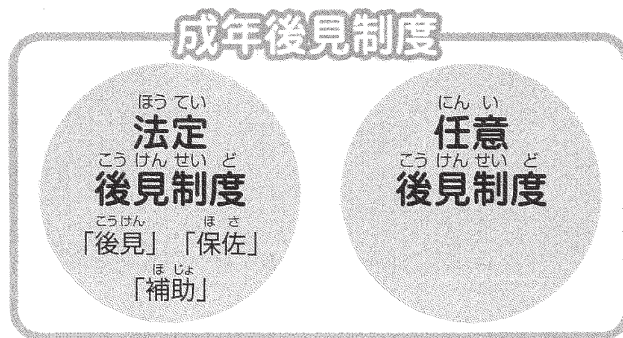 成年後見制度
ほうてい
法定
こうけんせいど
後見制度
こうけん ほさ
「後見」「保佐」
ほじょ
「補助」
にんい
任意
こうけんせいど
後見制度